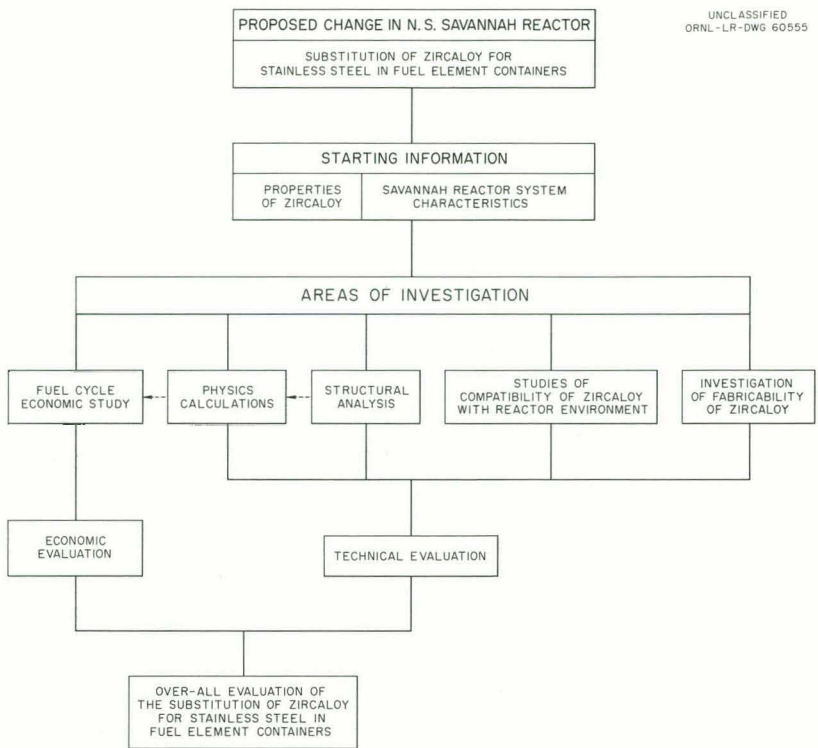 UNCLASSIFIED
ORNL-LR-DWG 60555
PROPOSED CHANGE IN N. S. SAVANNAH REACTOR
SUBSTITUTION OF ZIRCALOY FOR
STAINLESS STEEL IN FUEL ELEMENT CONTAINERS
STARTING INFORMATION
PROPERTIES
OF ZIRCALOY
SAVANNAH REACTOR SYSTEM
CHARACTERISTICS
AREAS OF INVESTIGATION
FUEL CYCLE
ECONOMIC STUDY
PHYSICS
CALCULATIONS
STRUCTURAL
ANALYSIS
STUDIES OF
COMPATIBILITY OF ZIRCALOY
WITH REACTOR ENVIRONMENT
INVESTIGATION
OF FABRICABILITY
OF ZIRCALOY
ECONOMIC
EVALUATION
TECHNICAL EVALUATION
OVER-ALL EVALUATION OF
THE SUBSTITUTION OF ZIRCALOY
FOR STAINLESS STEEL IN
FUEL ELEMENT CONTAINERS